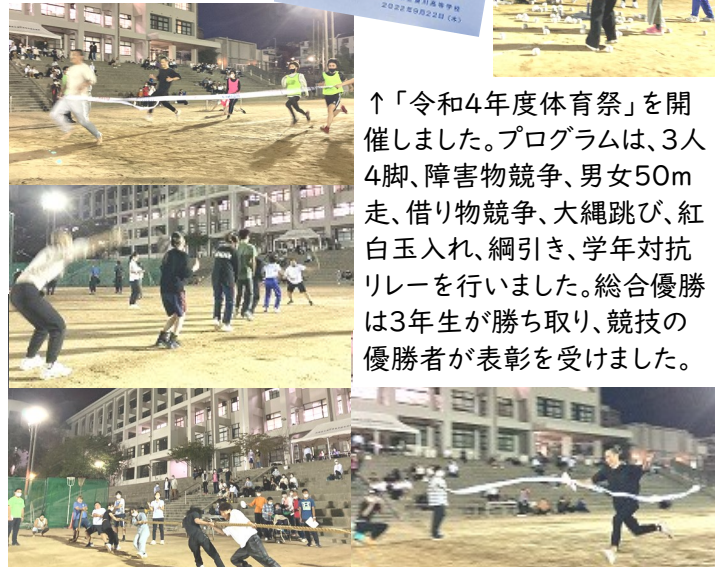 2022年9月22日(木)
↑「令和4年度体育祭」を開
催しました。プログラムは、3人
4脚、障害物競争、男女50m
走、借り物競争、大縄跳び、紅
白玉入れ、綱引き、学年対抗
リレーを行いました。総合優勝
は3年生が勝ち取り、競技の
優勝者が表彰を受けました。